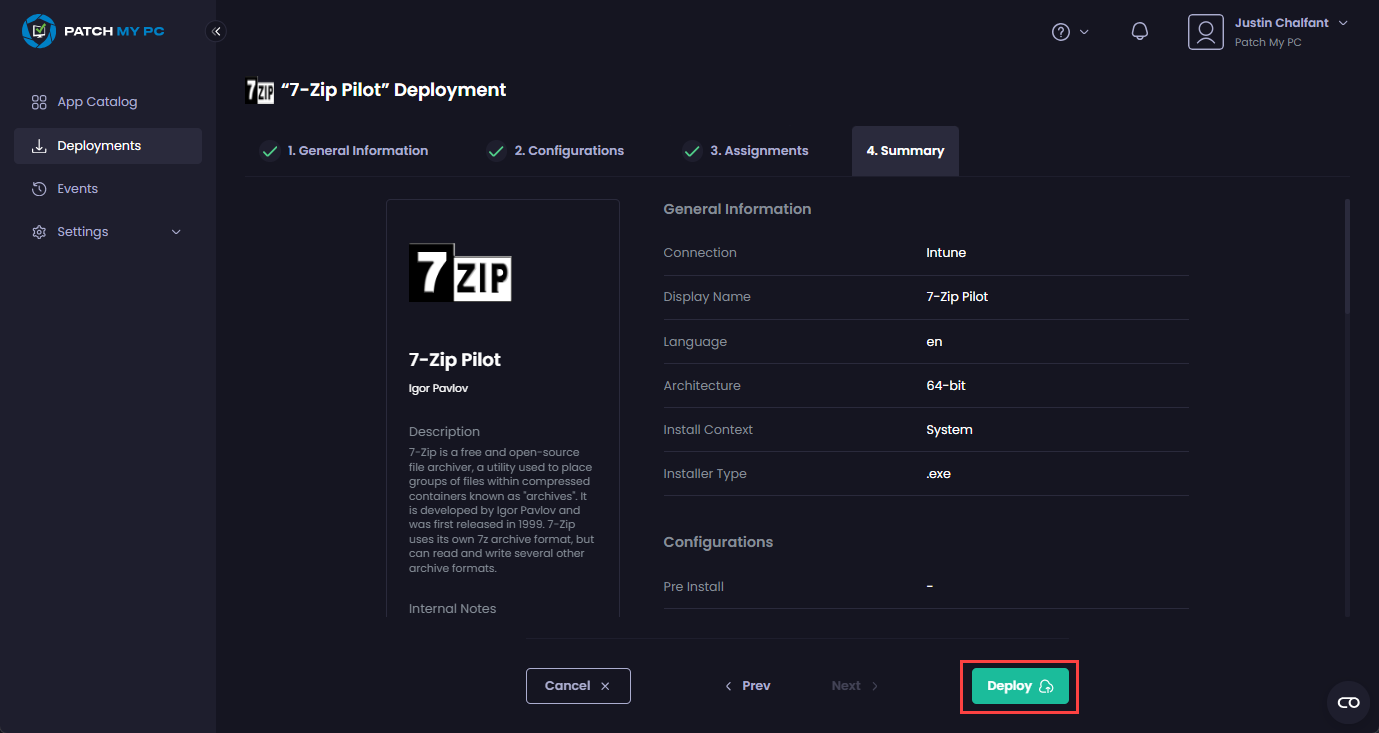 PATCH MY PC
Justin Chalfant
Patch My PC
App Catalog
Deployments
Events
Settings
7ZIP “7-Zip Pilot” Deployment
1. General Information
2. Configurations
3. Assignments
4. Summary
7ZIP
7-Zip Pilot
Igor Pavlov
Description
7-Zip is a free and open-source
file archiver, a utility used to place
groups of files within compressed
containers known as "archives". It
is developed by Igor Pavlov and
was first released in 1999. 7-Zip
uses its own 7z archive format, but
can read and write several other
archive formats.
Internal Notes
General Information
Connection Intune
Display Name 7-Zip Pilot
Language en
Architecture 64-bit
Install Context System
Installer Type .exe
Configurations
Pre Install -
Cancel
Prev
Next
Deploy